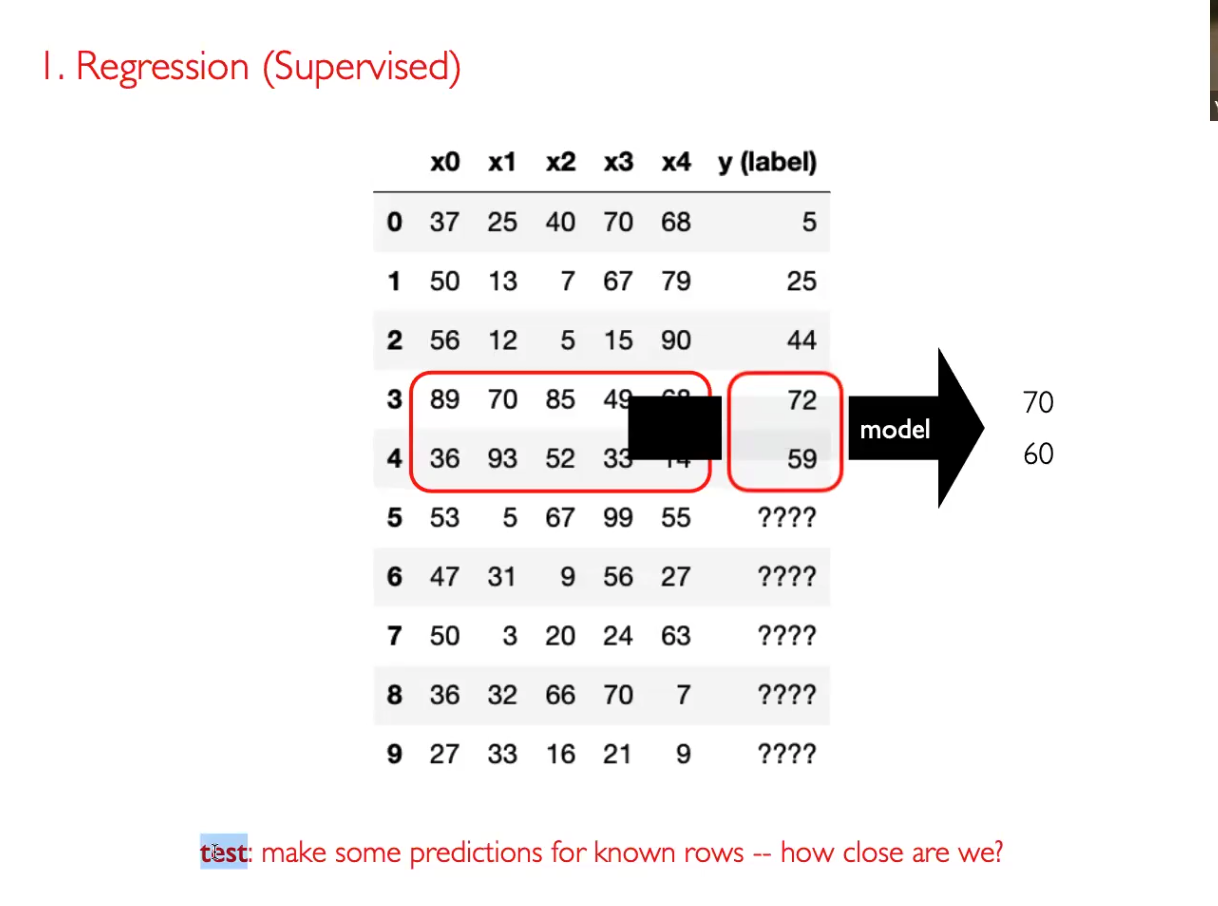 1. Regression (Supervised)
x0 x1 x2 x3 x4 y (label)
0 37 25 40 70 68 5
1 50 13 7 67 79 25
2 56 12 5 15 90 44
3 89 70 85 49 72
4 36 93 52 33 59
5 53 5 67 99 55 ????
6 47 31 9 56 27 ????
7 50 3 20 24 63 ????
8 36 32 66 70 7 ????
9 27 33 16 21 9 ????
model
70
60
test: make some predictions for known rows -- how close are we?